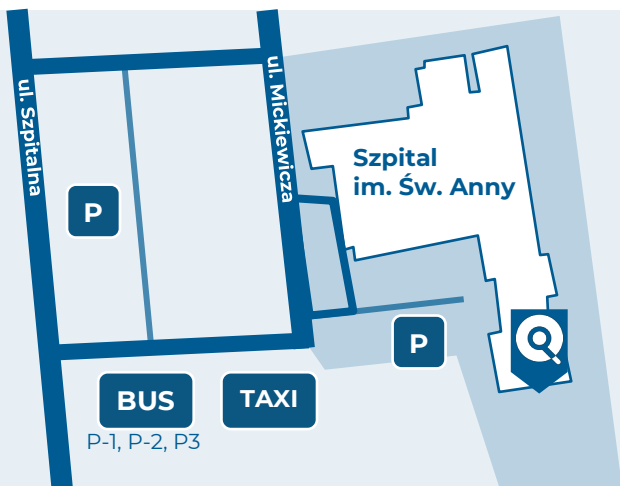 ul. Szpitalna
ul. Mickiewicza
Szpital
im. Św. Anny
P
P
BUS
TAXI
P-1, P-2, P3